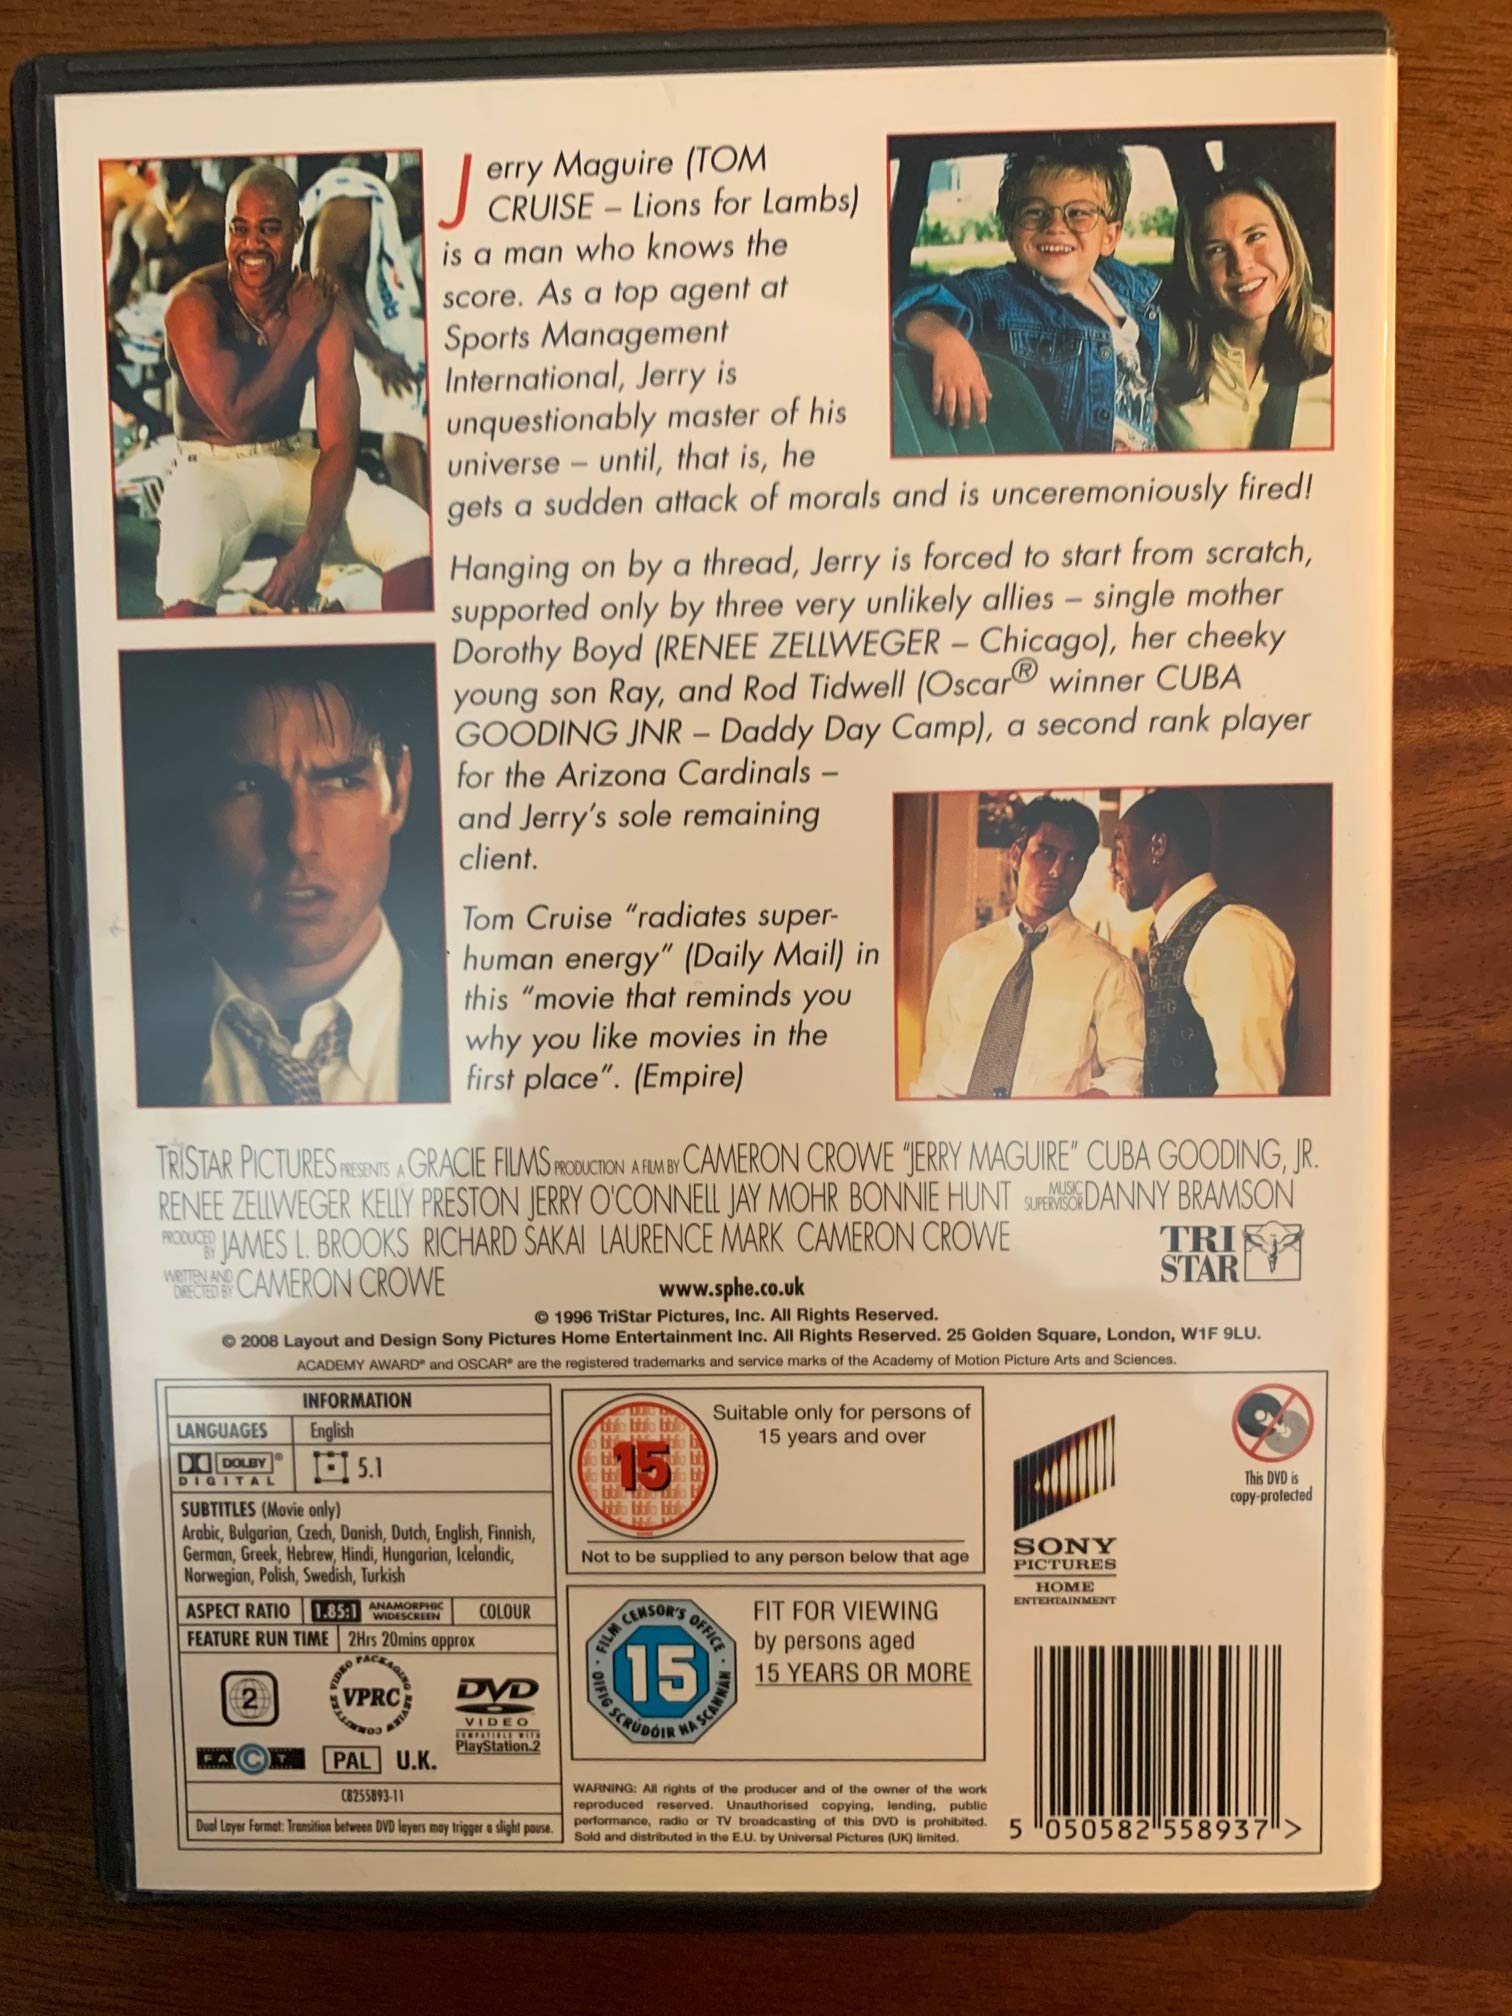 Jerry Maguire (TOM
CRUISE – Lions for Lambs)
is a man who knows the
score. As a top agent at
Sports Management
International, Jerry is
unquestionably master of his
universe – until, that is, he
gets a sudden attack of morals and is unceremoniously fired!
Hanging on by a thread, Jerry is forced to start from scratch,
supported only by three very unlikely allies – single mother
Dorothy Boyd (RENEE ZELLWEGER – Chicago), her cheeky
young son Ray, and Rod Tidwell (Oscar® winner CUBA
GOODING JNR – Daddy Day Camp), a second rank player
for the Arizona Cardinals –
and Jerry's sole remaining
client.
Tom Cruise "radiates super-
human energy" (Daily Mail) in
this "movie that reminds you
why you like movies in the
first place". (Empire)
TRISTAR PICTURES PRESENTS A GRACIE FILMS PRODUCTION A FILM BY CAMERON CROWE "JERRY MAGUIRE" CUBA GOODING, JR.
RENEE ZELLWEGER KELLY PRESTON JERRY O'CONNELL JAY MOHR BONNIE HUNT MUSIC SUPERVISOR DANNY BRAMSON
PRODUCED BY JAMES L. BROOKS RICHARD SAKAI LAURENCE MARK CAMERON CROWE
WRITTEN AND DIRECTED BY CAMERON CROWE
TRI
STAR
www.sphe.co.uk
© 1996 TriStar Pictures, Inc. All Rights Reserved.
© 2008 Layout and Design Sony Pictures Home Entertainment Inc. All Rights Reserved. 25 Golden Square, London, W1F 9LU.
ACADEMY AWARD® and OSCAR® are the registered trademarks and service marks of the Academy of Motion Picture Arts and Sciences.
INFORMATION
LANGUAGES English
DOLBY®
DIGITAL
5.1
SUBTITLES (Movie only)
Arabic, Bulgarian, Czech, Danish, Dutch, English, Finnish,
German, Greek, Hebrew, Hindi, Hungarian, Icelandic,
Norwegian, Polish, Swedish, Turkish
ASPECT RATIO 1.85:1 ANAMORPHIC WIDESCREEN COLOUR
FEATURE RUN TIME 2Hrs 20mins approx
2
VIDEO PACKAGING REVIEW COMMITTEE
VPRC
DVD
VIDEO
COMPATIBLE WITH
PlayStation.2
FACT
PAL U.K.
CB255893-11
Dual Layer Format: Transition between DVD layers may trigger a slight pause.
15
Suitable only for persons of
15 years and over
Not to be supplied to any person below that age
FILM CENSOR'S OFFICE
15
OIFIG SCRÚDÓIR NA SCANNÁN
FIT FOR VIEWING
by persons aged
15 YEARS OR MORE
WARNING: All rights of the producer and of the owner of the work
reproduced reserved. Unauthorised copying, lending, public
performance, radio or TV broadcasting of this DVD is prohibited.
Sold and distributed in the E.U. by Universal Pictures (UK) limited.
SONY
PICTURES
HOME
ENTERTAINMENT
This DVD is
copy-protected
5 050582 558937 >